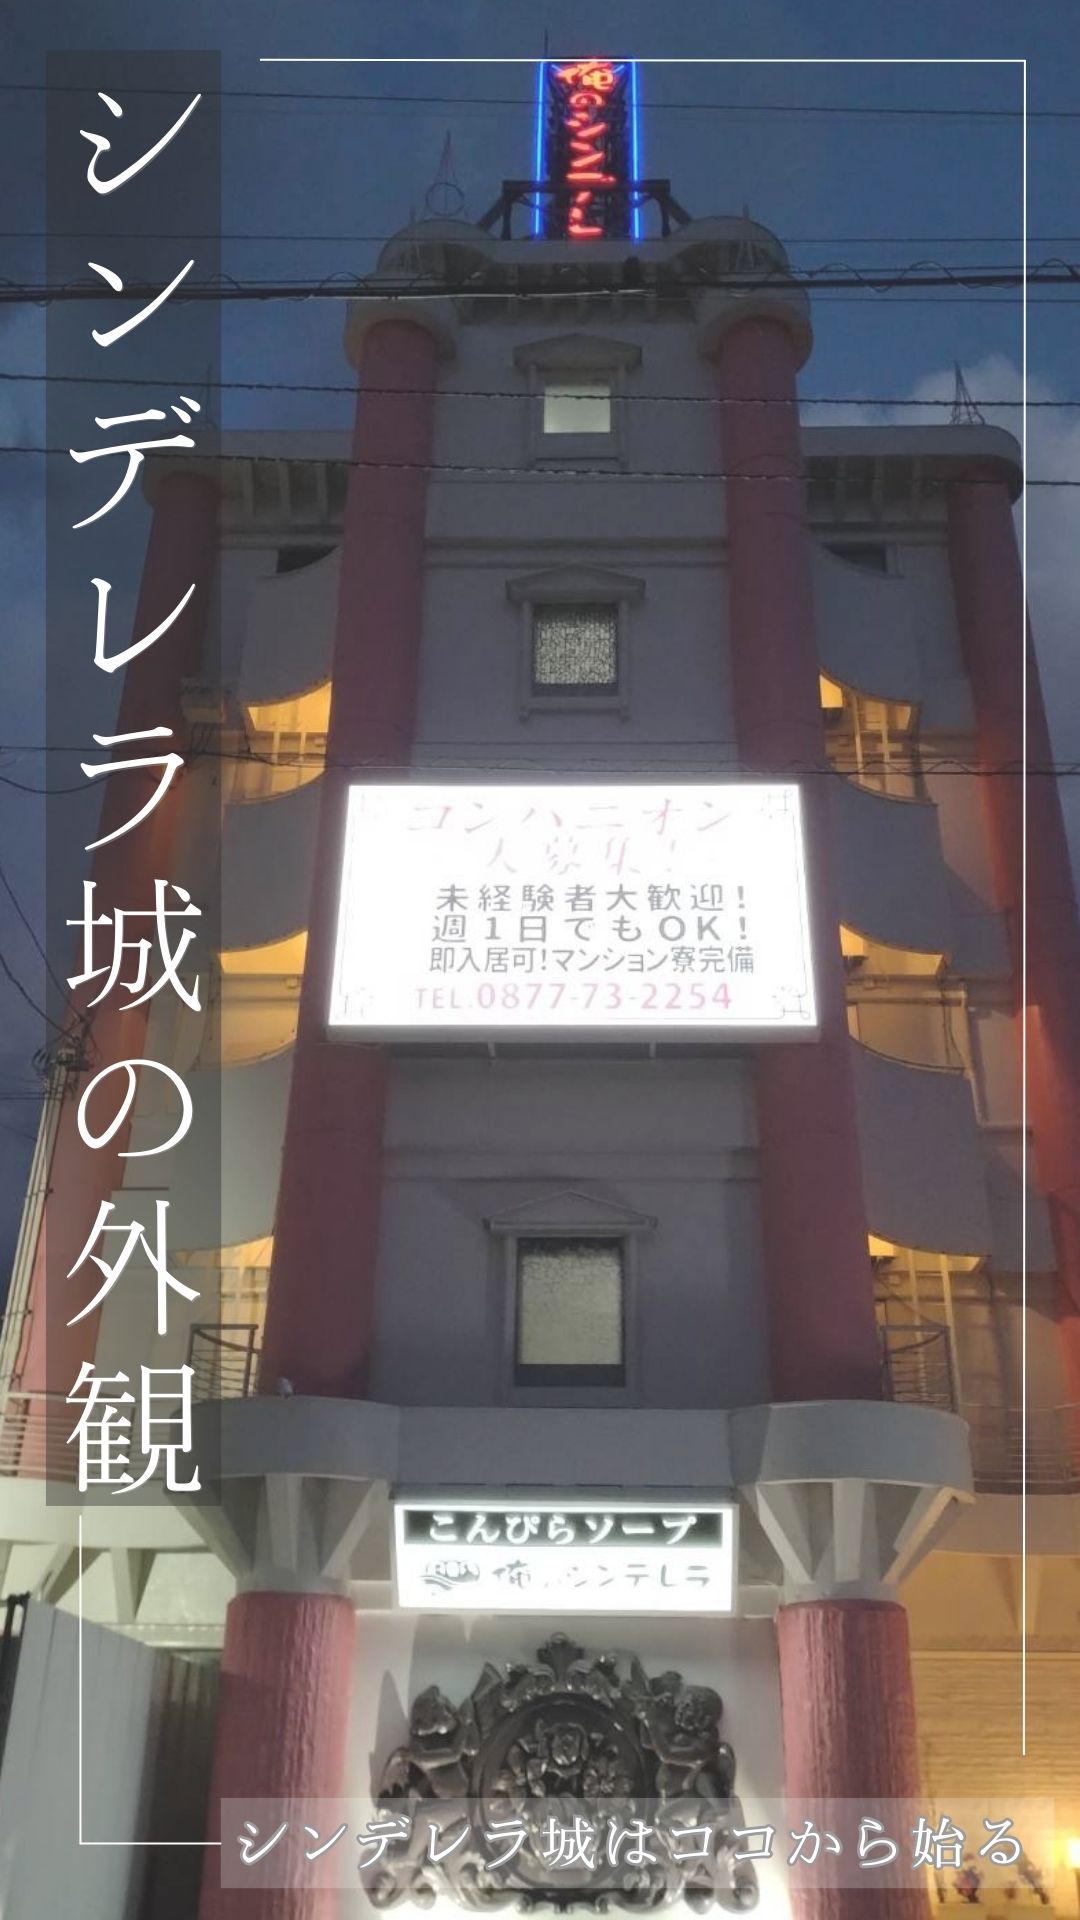 シンデレラ城の外観
俺のシンデレラ
コンパニオン
人募集!
未経験者大歓迎!
週1日でもOK!
即入居可!マンション寮完備
TEL.0877-73-2254
こんぴらソープ
俺のシンデレラ
シンデレラ城はココから始る